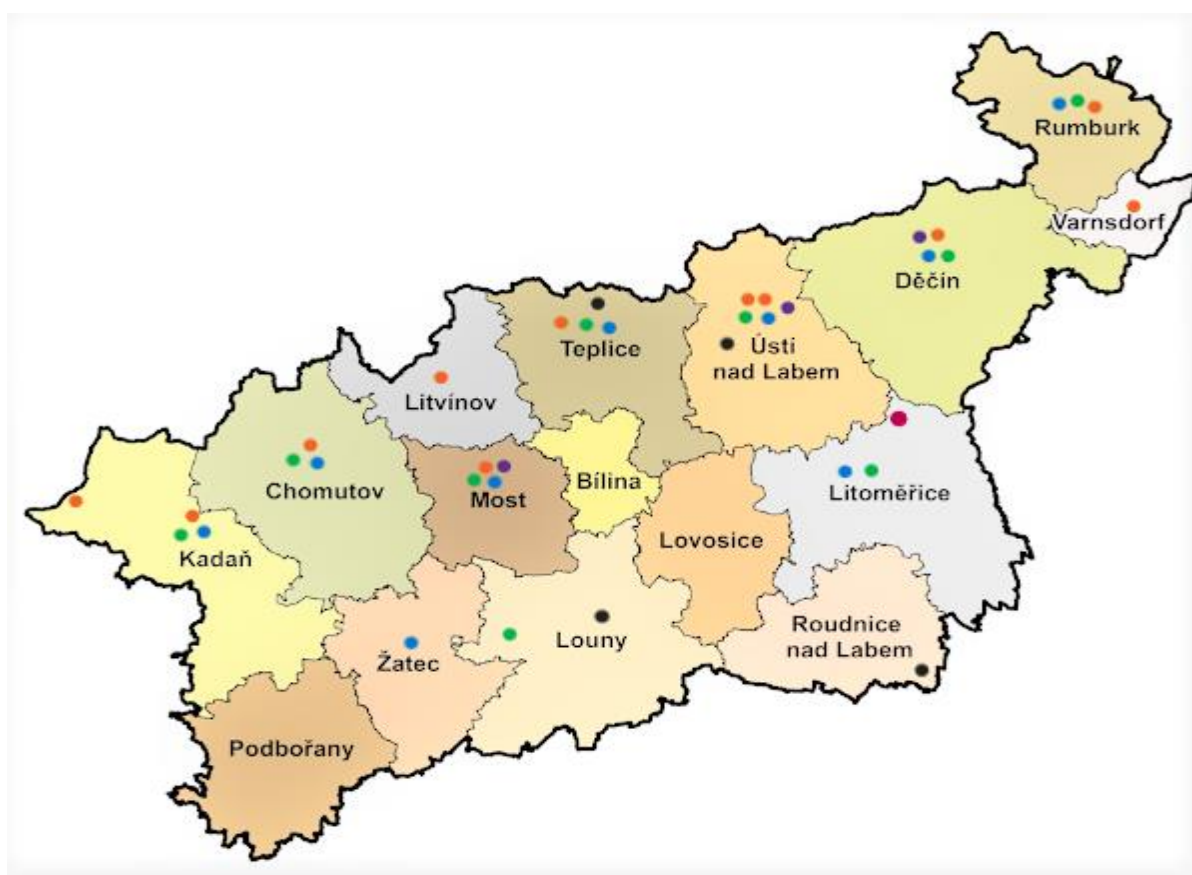 Rumburk
Varnsdorf
Děčín
Teplice
Ústí
nad Labem
Litvínov
Chomutov
Most
Bílina
Litoměřice
Kadaň
Lovosice
Žatec
Louny
Roudnice
nad Labem
Podbořany